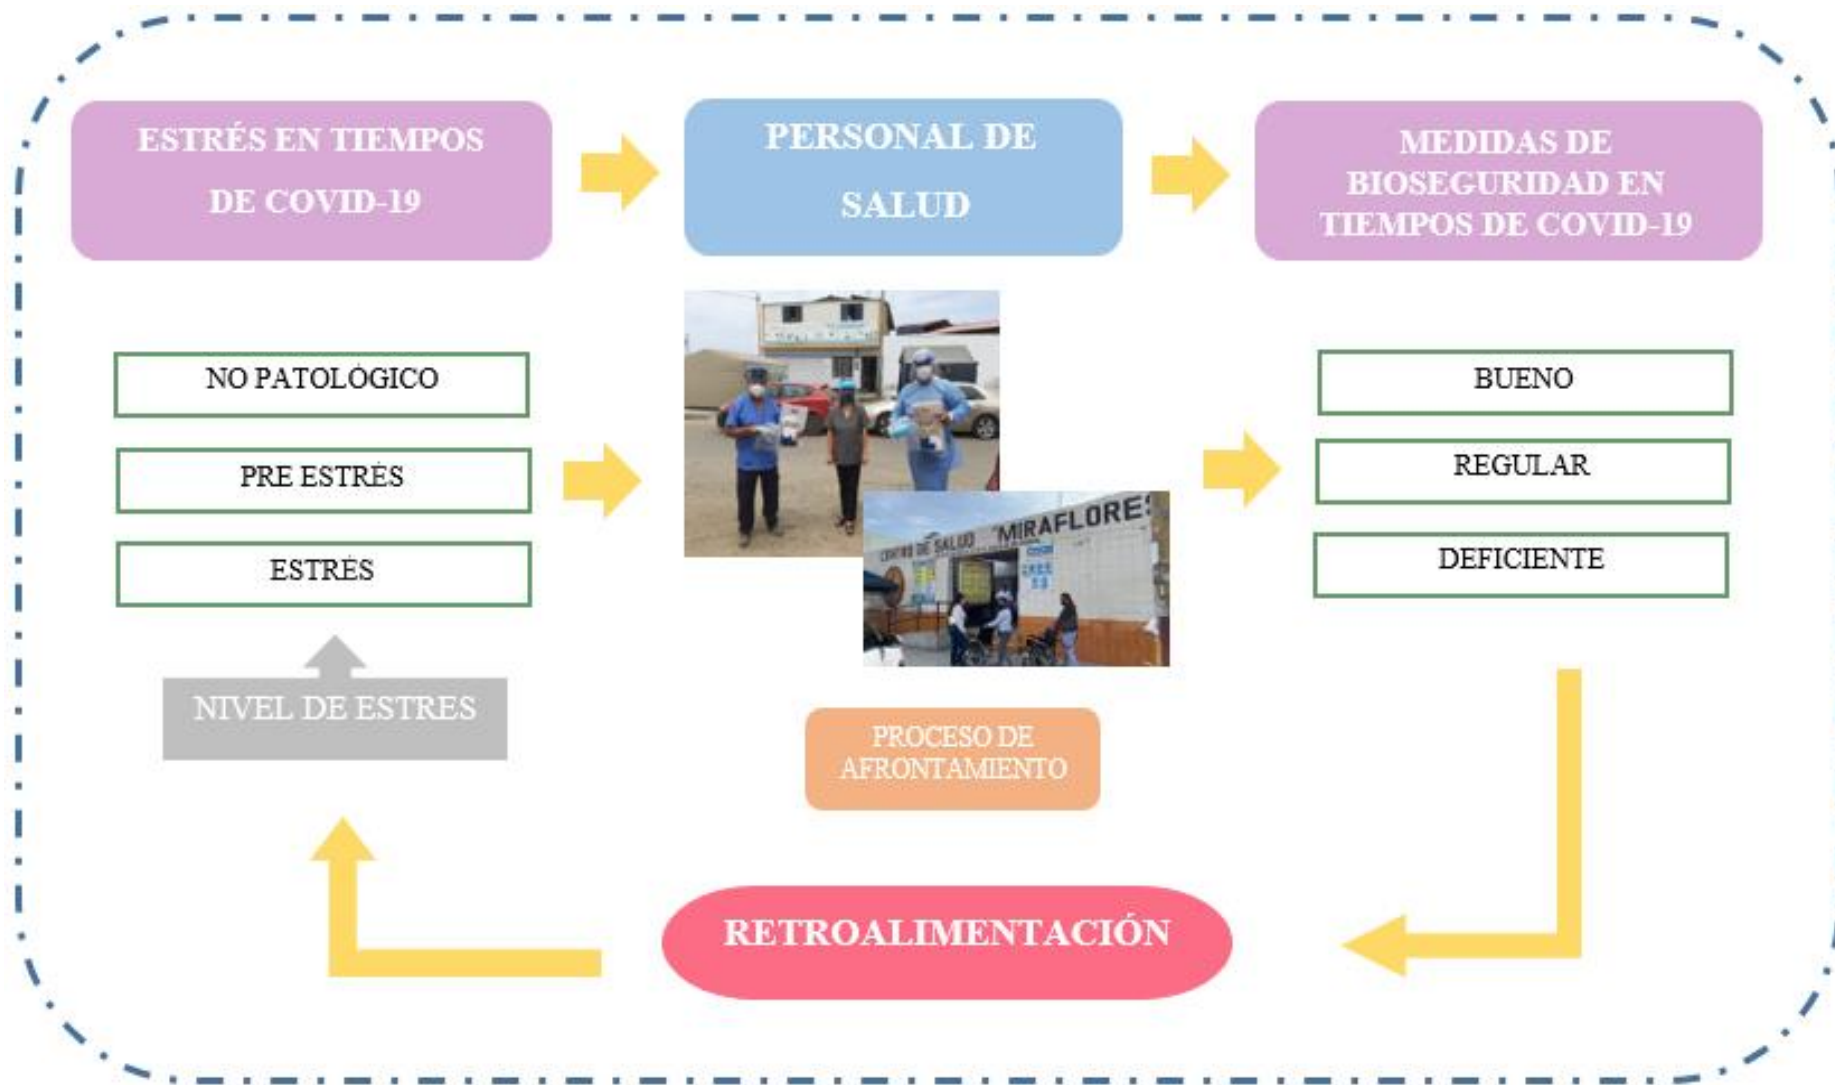 ESTRÉS EN TIEMPOS
DE COVID-19
PERSONAL DE
SALUD
MEDIDAS DE
BIOSEGURIDAD EN
TIEMPOS DE COVID-19
NO PATOLÓGICO
PRE ESTRÉS
ESTRÉS
NIVEL DE ESTRES
CENTRO DE SALUD "MIRAFLORES
PROCESO DE
AFRONTAMIENTO
BUENO
REGULAR
DEFICIENTE
RETROALIMENTACIÓN